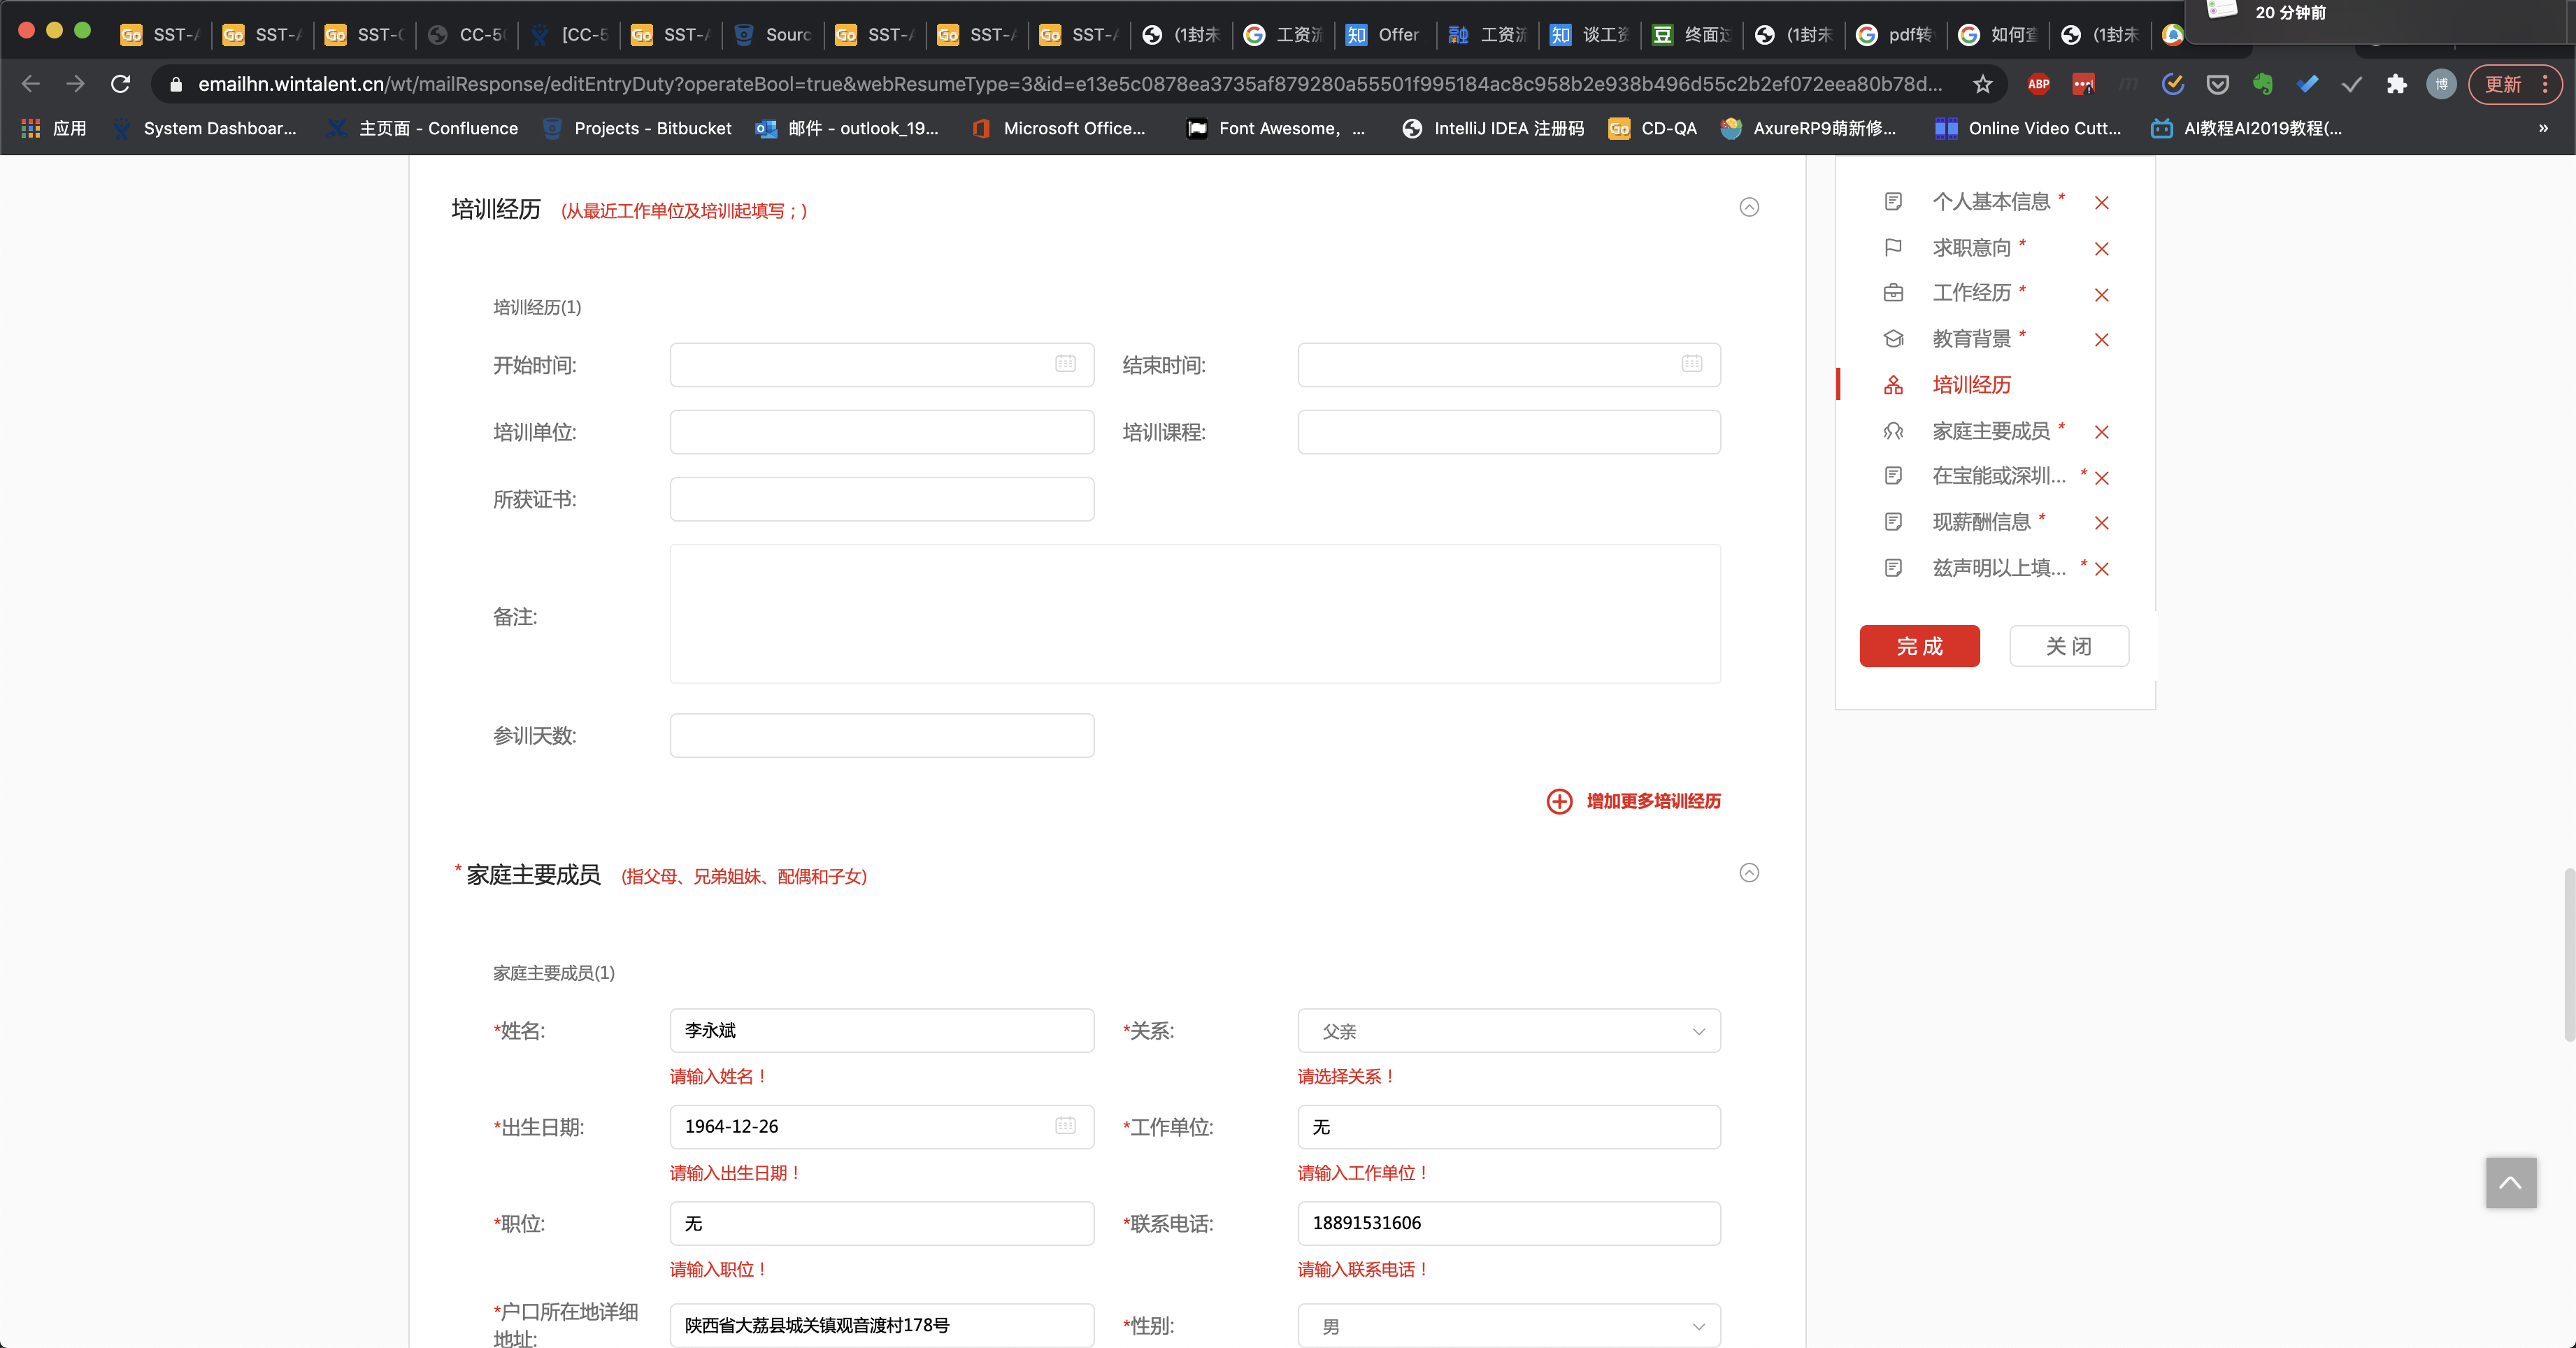 20 分钟前
SST-
SST-
SST-
CC-5
[CC-5
SST-
Sourc
SST-
SST-
SST-
(1封未
工资流
Offer
工资流
谈工资
终面过
(1封未
pdf转
如何查
(1封未
emailhn.wintalent.cn/wt/mailResponse/editEntryDuty?operateBool=true&webResumeType=3&id=e13e5c0878ea3735af879280a55501f995184ac8c958b2e938b496d55c2b2ef072eea80b78d...
ABP
博
更新
应用
System Dashboar...
主页面 - Confluence
Projects - Bitbucket
邮件 - outlook_19...
Microsoft Office...
Font Awesome, ...
IntelliJ IDEA 注册码
CD-QA
AxureRP9萌新修...
Online Video Cutt...
AI教程AI2019教程(...
»
培训经历 (从最近工作单位及培训起填写；)
培训经历(1)
开始时间:
结束时间:
培训单位:
培训课程:
所获证书:
备注:
参训天数:
增加更多培训经历
*家庭主要成员 (指父母、兄弟姐妹、配偶和子女)
家庭主要成员(1)
*姓名: 李永斌
*关系: 父亲
请输入姓名！
请选择关系！
*出生日期: 1964-12-26
*工作单位: 无
请输入出生日期！
请输入工作单位！
*职位: 无
*联系电话: 18891531606
请输入职位！
请输入联系电话！
*户口所在地详细
地址:
陕西省大荔县城关镇观音渡村178号
*性别: 男
个人基本信息 *
求职意向 *
工作经历 *
教育背景 *
培训经历
家庭主要成员 *
在宝能或深圳... *
现薪酬信息 *
兹声明以上填... *
完 成
关 闭